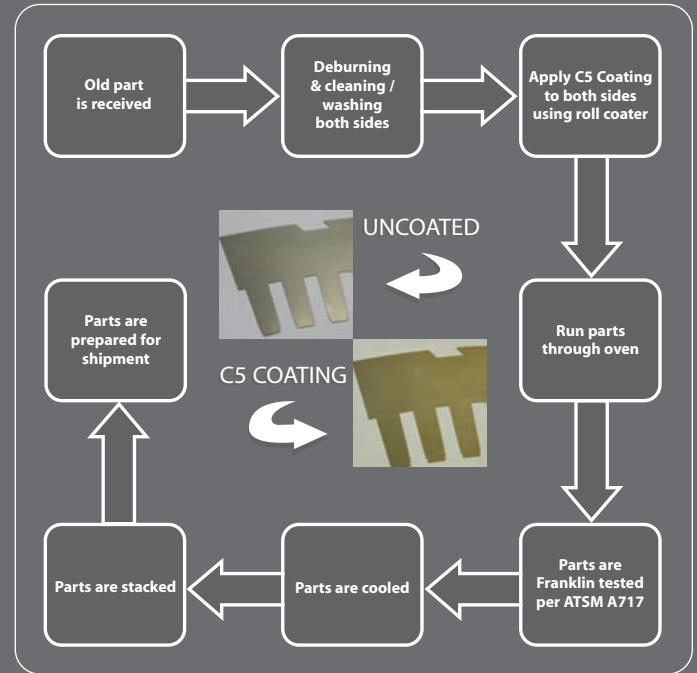 Old part
is received
Deburning
& cleaning /
washing
both sides
Apply C5 Coating
to both sides
using roll coater
UNCOATED
Parts are
prepared for
shipment
Run parts
through oven
C5 COATING
Parts are stacked
Parts are cooled
Parts are
Franklin tested
per ATSM A717